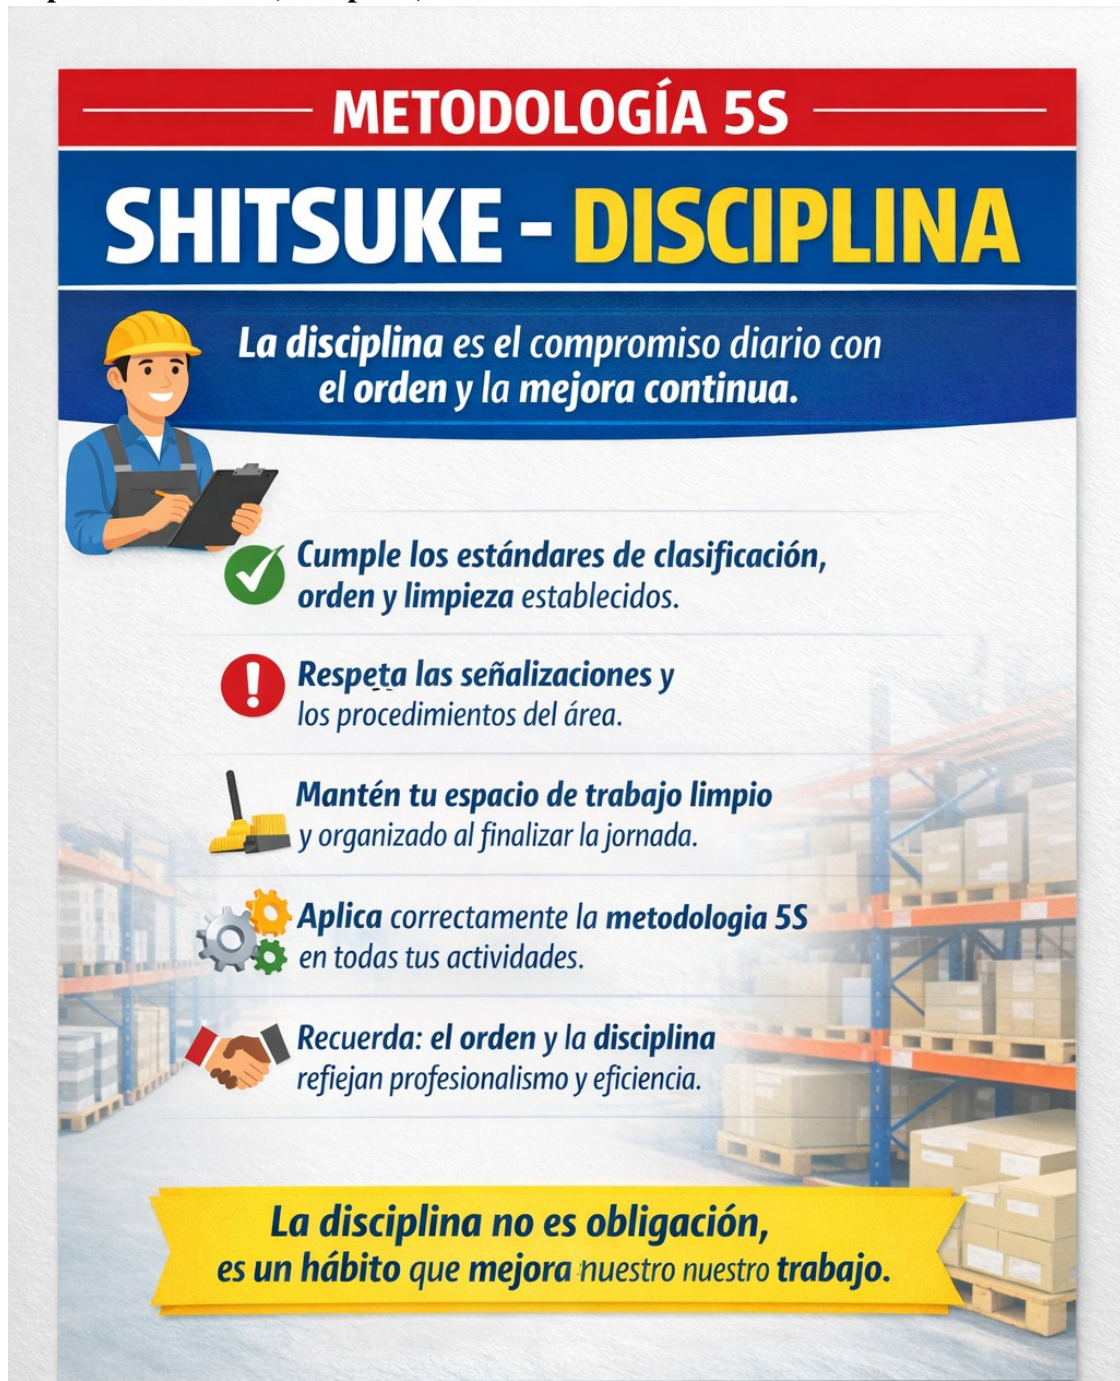 METODOLOGÍA 5S
SHITSUKE - DISCIPLINA
La disciplina es el compromiso diario con
el orden y la mejora continua.
Cumple los estándares de clasificación,
orden y limpieza establecidos.
Respeta las señalizaciones y
los procedimientos del área.
Mantén tu espacio de trabajo limpio
y organizado al finalizar la jornada.
Aplica correctamente la metodologia 5S
en todas tus actividades.
Recuerda: el orden y la disciplina
refiejan profesionalismo y eficiencia.
La disciplina no es obligación,
es un hábito que mejora nuestro nuestro trabajo.